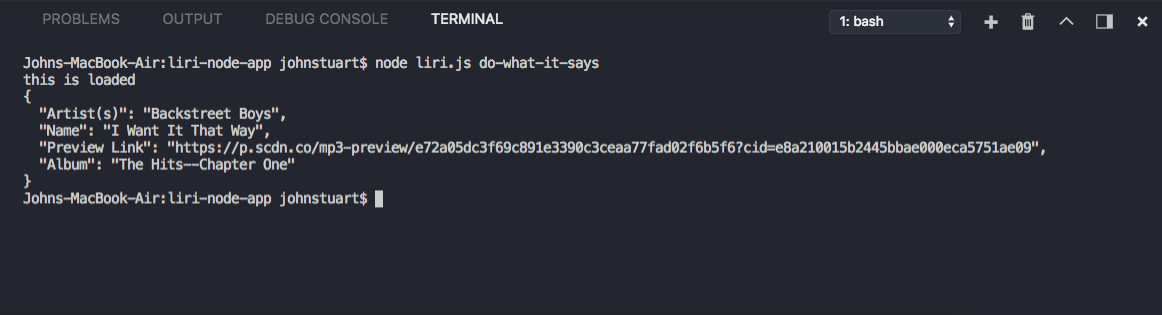 PROBLEMS OUTPUT DEBUG CONSOLE TERMINAL 1: bash
Johns-MacBook-Air:liri-node-app johnstuart$ node liri.js do-what-it-says
this is loaded
{
  "Artist(s)": "Backstreet Boys",
  "Name": "I Want It That Way",
  "Preview Link": "https://p.scdn.co/mp3-preview/e72a05dc3f69c891e3390c3ceaa77fad02f6b5f6?cid=e8a210015b2445bbae000eca5751ae09",
  "Album": "The Hits--Chapter One"
}
Johns-MacBook-Air:liri-node-app johnstuart$